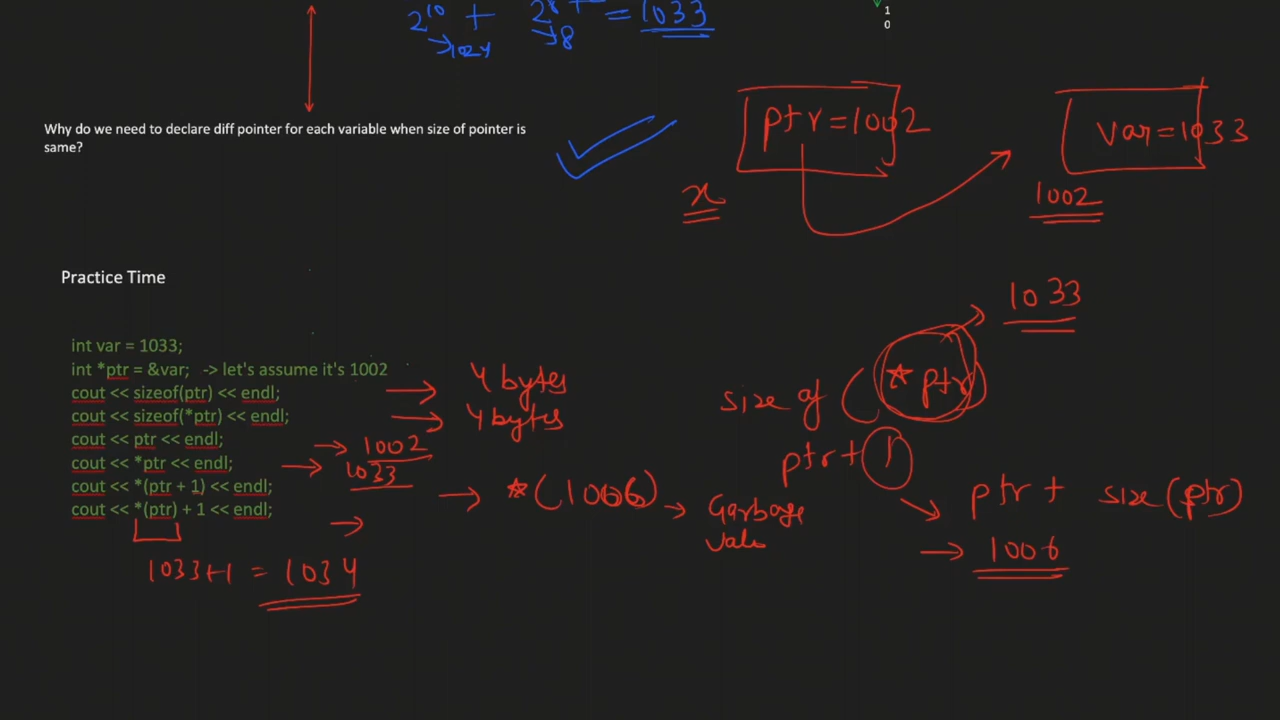 2^10 + = 1033
→1024 →8
1
0
Why do we need to declare diff pointer for each variable when size of pointer is
same?
ptr=1002
var=1033
x
1002
Practice Time
int var = 1033;
int *ptr = &var; -> let's assume it's 1002
cout << sizeof(ptr) << endl;
cout << sizeof(*ptr) << endl;
cout << ptr << endl;
cout << *ptr << endl;
cout << *(ptr + 1) << endl;
cout << *(ptr) + 1 << endl;
→ 4 bytes
→ 4 bytes
→ 1002
→ 1033
→ *(1006) → Garbage
→
1033+1 = 1034
1033
size of (*ptr)
ptr+1
→ ptr + size(ptr)
→ 1006